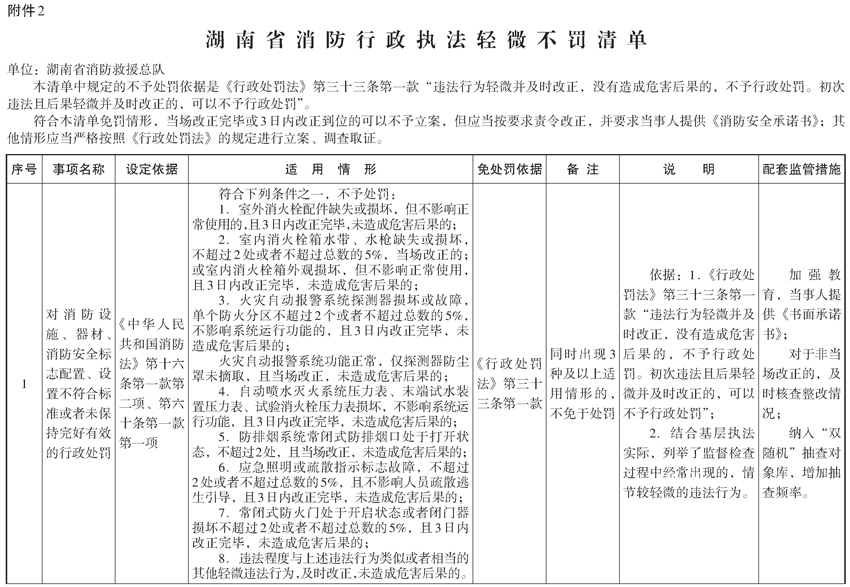 附件2
湖南省消防行政执法轻微不罚清单
单位：湖南省消防救援总队
本清单中规定的不予处罚依据是《行政处罚法》第三十三条第一款“违法行为轻微并及时改正，没有造成危害后果的，不予行政处罚。初次
违法且后果轻微并及时改正的，可以不予行政处罚”。
符合本清单免罚情形，当场改正完毕或3日内改正到位的可以不予立案，但应当按要求责令改正，并要求当事人提供《消防安全承诺书》；其
他情形应当严格按照《行政处罚法》的规定进行立案、调查取证。
序号 事项名称 设定依据 适用情形 免处罚依据 备注 说明 配套监管措施
1
对消防设
施、器材、
消防安全标
志配置、设
置不符合标
准或者未保
持完好有效
的行政处罚
《中华人民
共和国消防
法》第十六
条第一款第
二项、第六
十条第一款
第一项
符合下列条件之一，不予处罚：
1．室外消火栓配件缺失或损坏，但不影响正
常使用的，且3日内改正完毕，未造成危害后果的；
2．室内消火栓箱水带、水枪缺失或损坏，
不超过2处或者不超过总数的5%，当场改正的；
或室内消火栓箱外观损坏，但不影响正常使用，
且3日内改正完毕，未造成危害后果的；
3．火灾自动报警系统探测器损坏或故障，
单个防火分区不超过2个或者不超过总数的5%，
不影响系统运行功能的，且3日内改正完毕，未
造成危害后果的；
火灾自动报警系统功能正常，仅探测器防尘
罩未摘取，且当场改正，未造成危害后果的；
4．自动喷水灭火系统压力表、末端试水装
置压力表、试验消火栓压力表损坏，不影响系统运
行功能，且3日内改正完毕，未造成危害后果的；
5．防排烟系统常闭式防排烟口处于打开状
态，不超过2处，且当场改正，未造成危害后果的；
6．应急照明或疏散指示标志故障，不超过
2处或者不超过总数的5%，且不影响人员疏散逃
生引导，且3日内改正完毕，未造成危害后果的；
7．常闭式防火门处于开启状态或者闭门器
损坏不超过2处或者不超过总数的5%，且3日内
改正完毕，未造成危害后果的；
8．违法程度与上述违法行为类似或者相当的
其他轻微违法行为，及时改正，未造成危害后果的。
《行政处罚
法》第三十
三条第一款
同时出现3
种及以上适
用情形的，
不免于处罚
依据：1．《行政处
罚法》第三十三条第一
款“违法行为轻微并及
时改正，没有造成危害
后果的，不予行政处
罚。初次违法且后果轻
微并及时改正的，可以
不予行政处罚”；
2．结合基层执法
实际，列举了监督检查
过程中经常出现的，情
节较轻微的违法行为。
加强教
育，当事人提
供《书面承诺
书》；
对于非当
场改正的，及
时核查整改情
况；
纳入“双
随机”抽查对
象库，增加抽
查频率。